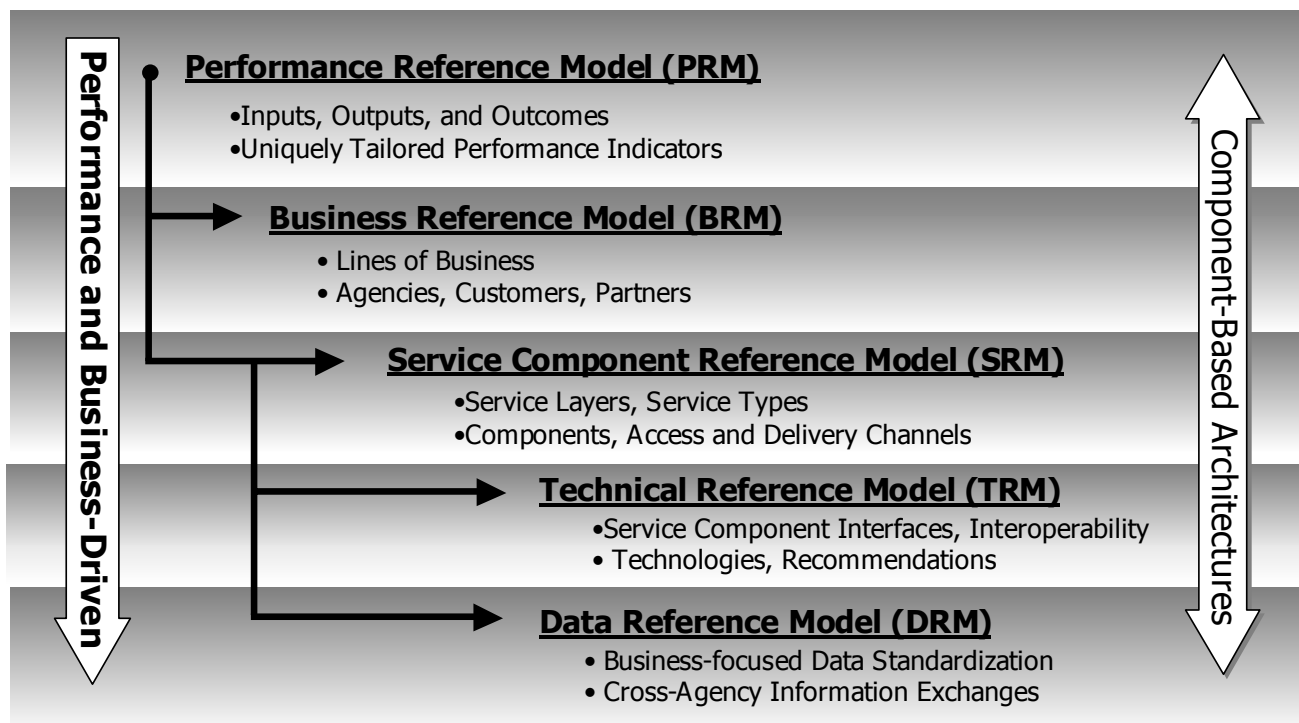 Performance and Business-Driven
Performance Reference Model (PRM)
•Inputs, Outputs, and Outcomes
•Uniquely Tailored Performance Indicators
Business Reference Model (BRM)
• Lines of Business
• Agencies, Customers, Partners
Service Component Reference Model (SRM)
•Service Layers, Service Types
•Components, Access and Delivery Channels
Technical Reference Model (TRM)
•Service Component Interfaces, Interoperability
• Technologies, Recommendations
Data Reference Model (DRM)
• Business-focused Data Standardization
• Cross-Agency Information Exchanges
Component-Based Architectures